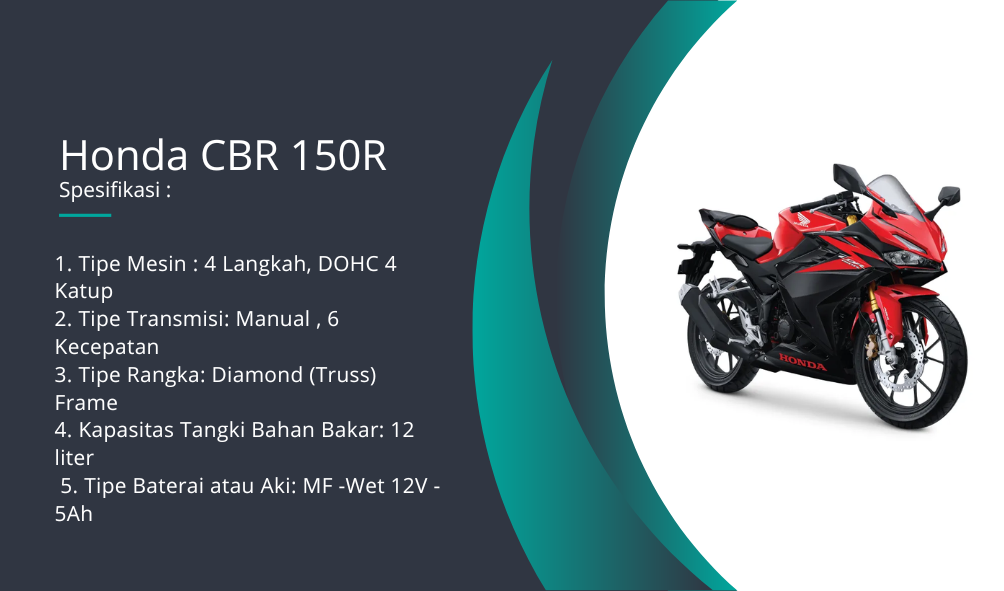 Honda CBR 150R
Spesifikasi :
1. Tipe Mesin : 4 Langkah, DOHC 4
Katup
2. Tipe Transmisi: Manual , 6
Kecepatan
3. Tipe Rangka: Diamond (Truss)
Frame
4. Kapasitas Tangki Bahan Bakar: 12
liter
5. Tipe Baterai atau Aki: MF -Wet 12V -
5Ah
HONDA